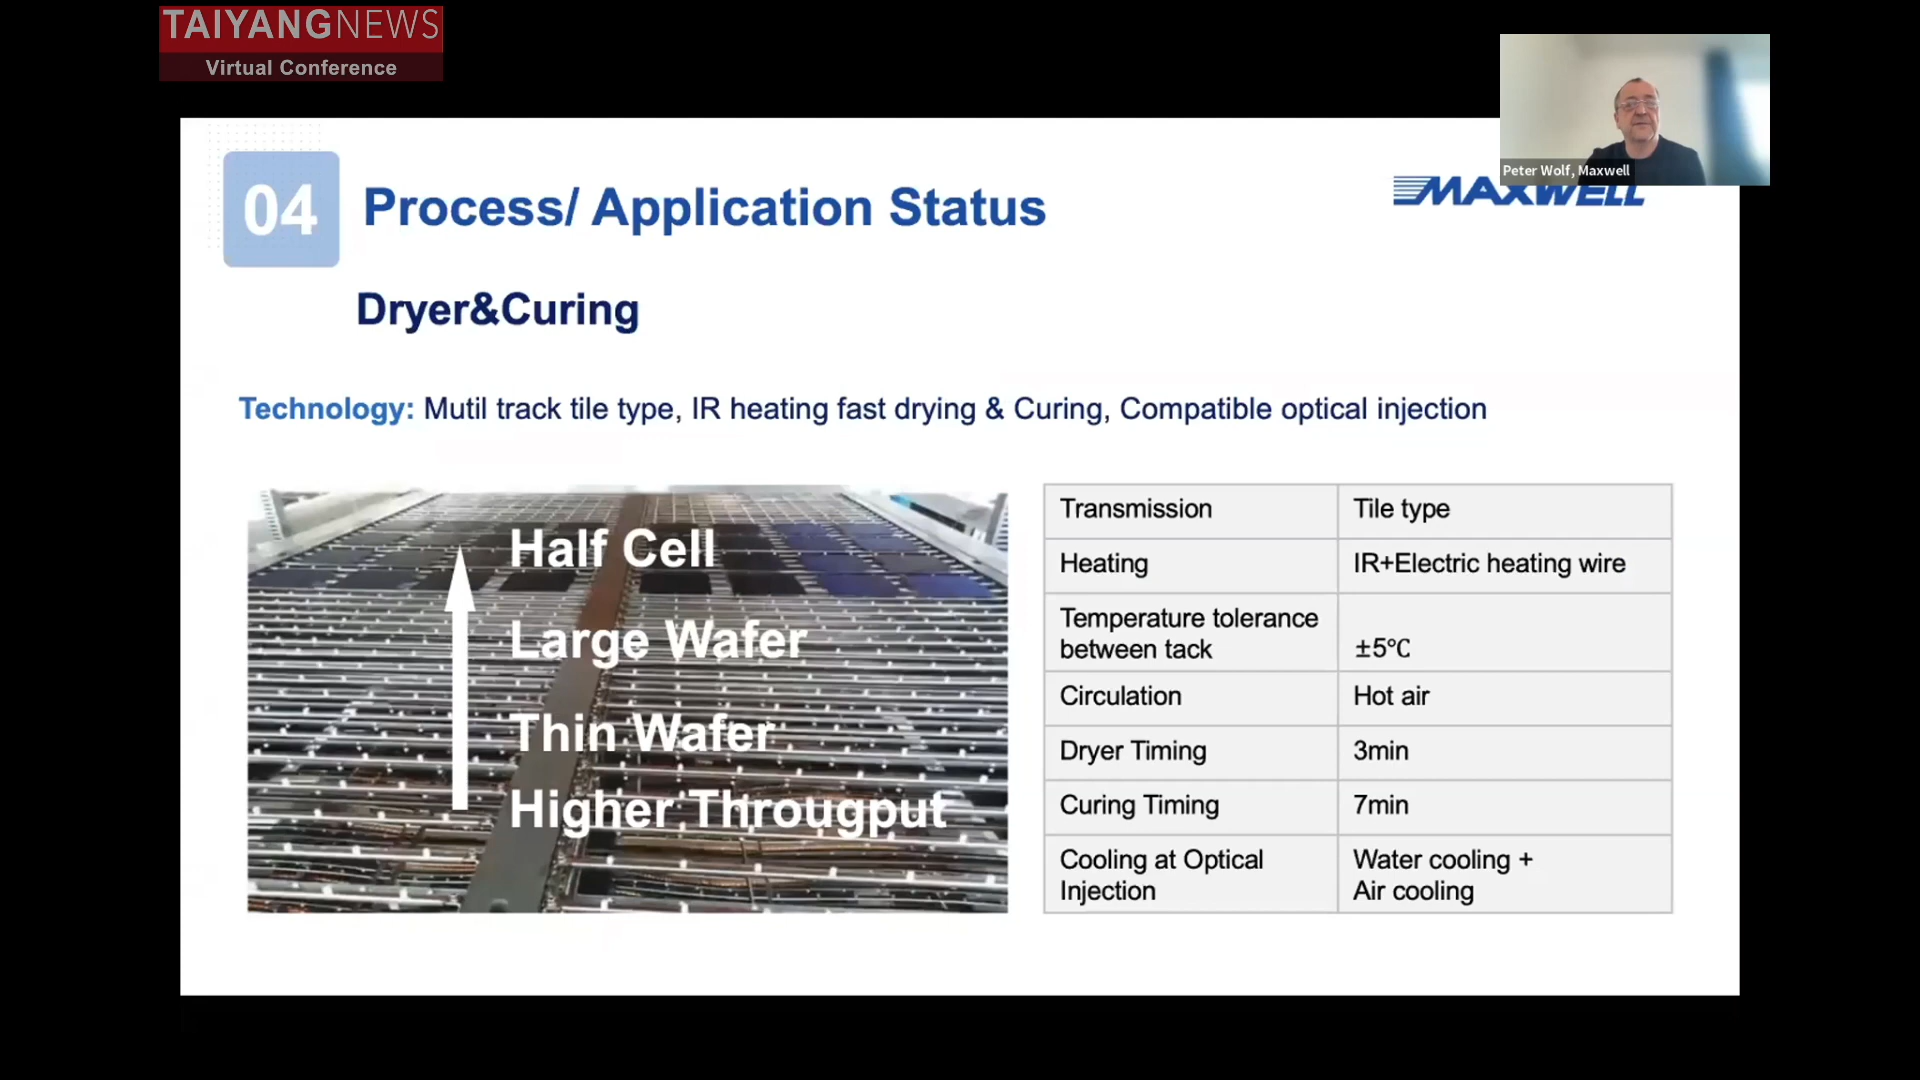 TAIYANGNEWS
Virtual Conference
Peter Wolf, Maxwell
MAXWELL
04
Process/ Application Status
Dryer&Curing
Technology: Mutil track tile type, IR heating fast drying & Curing, Compatible optical injection
Half Cell
Large Wafer
Thin Wafer
Higher Througput
Transmission Tile type
Heating IR+Electric heating wire
Temperature tolerance
between tack ±5℃
Circulation Hot air
Dryer Timing 3min
Curing Timing 7min
Cooling at Optical Water cooling +
Injection Air cooling